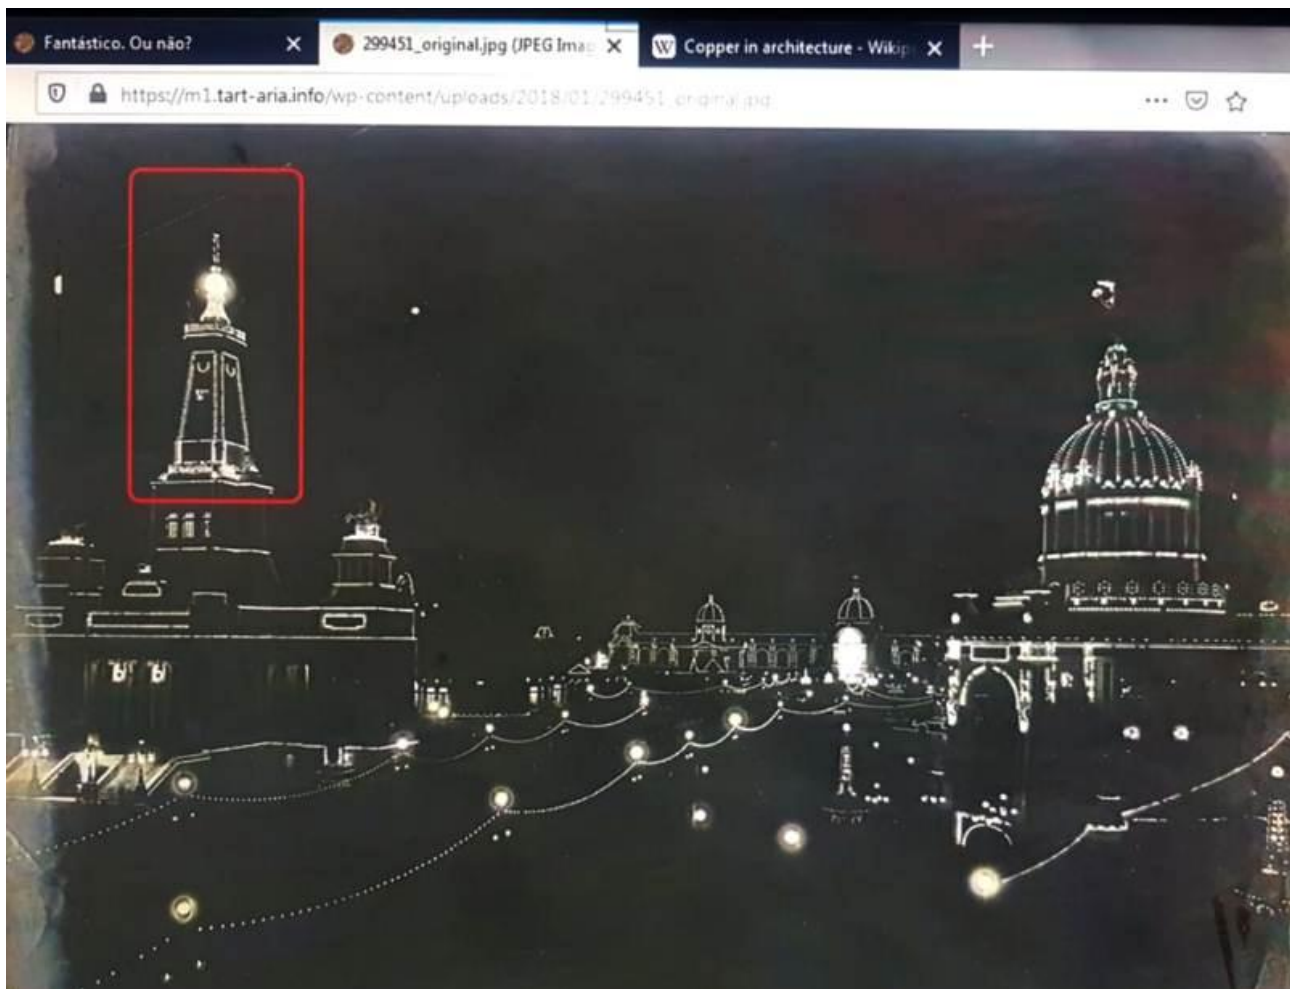 Fantástico. Ou não?
299451_original.jpg (JPEG Ima
Copper in architecture - Wikip
https://m1.tart-aria.info/wp-content/uploads/2018/01/299451_original.jpg